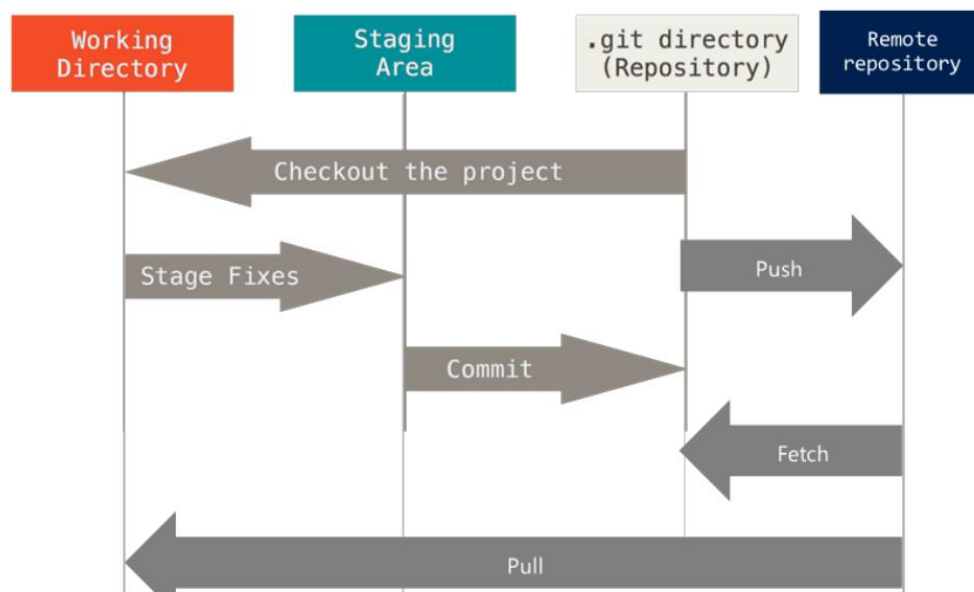 Working
Directory
Staging
Area
.git directory
(Repository)
Remote
repository
Checkout the project
Stage Fixes
Push
Commit
Fetch
Pull